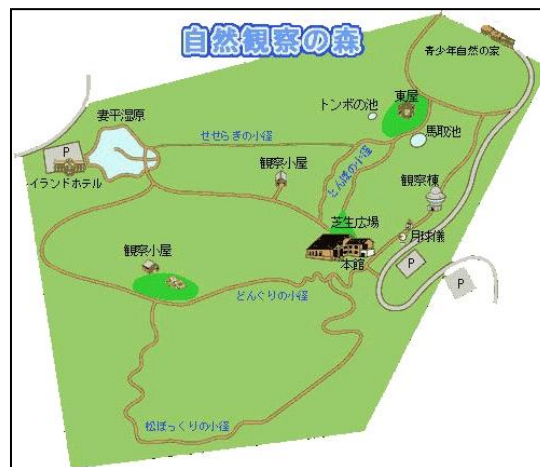 自然観察の森
青少年自然の家
東屋
トンボの池
妻平湿原
せせらぎの小径
馬取池
P
観察小屋
とんぼの小径
イランドホテル
観察棟
芝生広場
観察小屋
月球儀
本館
P
P
どんぐりの小径
松ぼっくりの小径